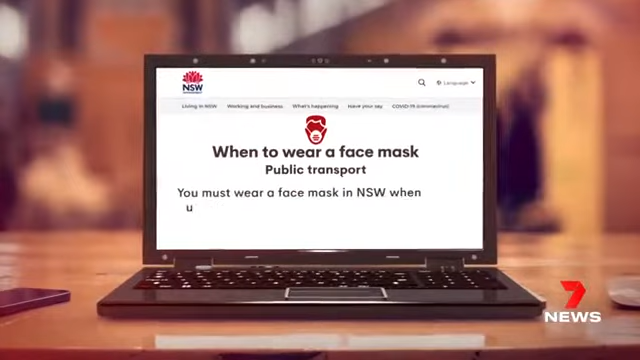 NSW
Language
Living in NSW Working and business What's happening Have your say COVID-19 (coronavirus)
When to wear a face mask
Public transport
You must wear a face mask in NSW when
u
7
NEWS